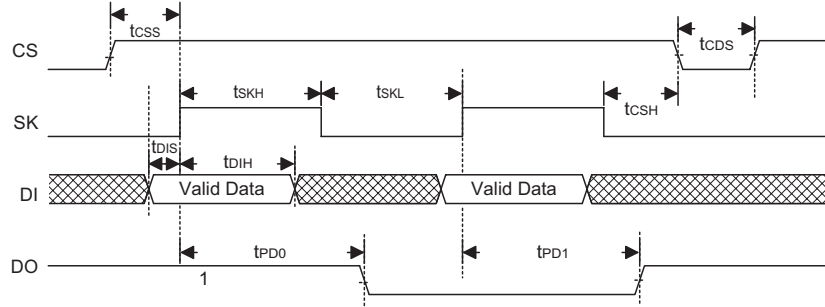 tCSS
CS
tCDS
tSKH
tSKL
tCSH
SK
tDIS
tDIH
DI
Valid Data
Valid Data
tPD0
tPD1
DO
1